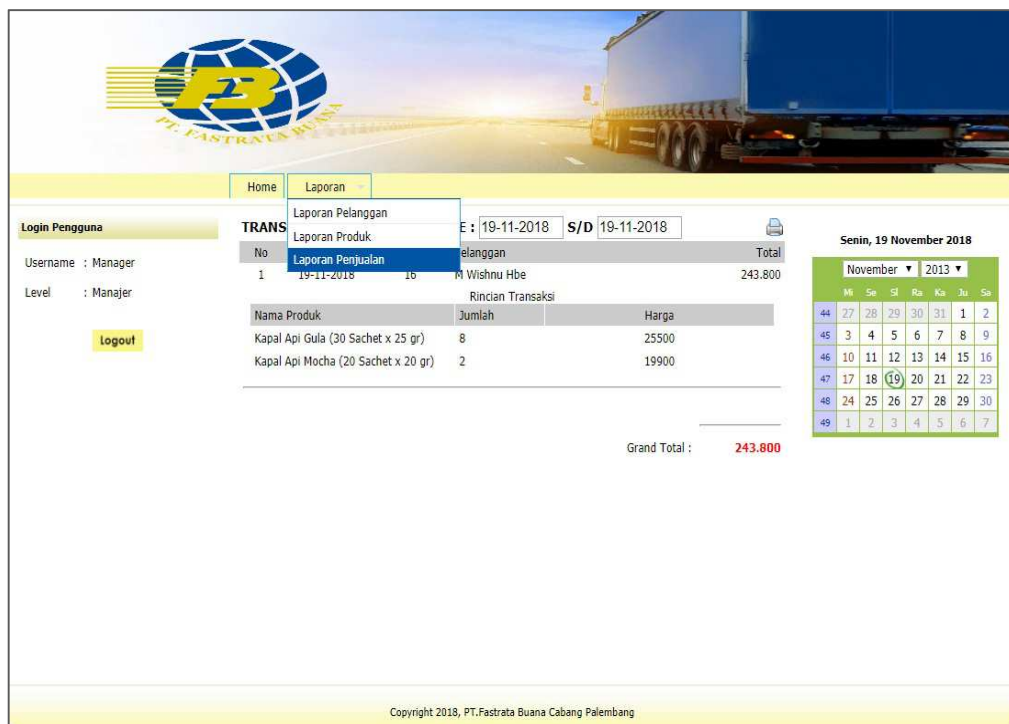 FB
PT. FASTRATA BUANA
Home Laporan
Laporan Pelanggan
Laporan Produk
Laporan Penjualan
Login Pengguna
Username : Manager
Level : Manajer
Logout
TRANS E : 19-11-2018 S/D 19-11-2018
No elanggan Total
1 19-11-2018 16 M Wishnu Hbe 243.800
Rincian Transaksi
Nama Produk Jumlah Harga
Kapal Api Gula (30 Sachet x 25 gr) 8 25500
Kapal Api Mocha (20 Sachet x 20 gr) 2 19900
Grand Total : 243.800
Senin, 19 November 2018
November 2013
Mi Se Sl Ra Ka Ju Sa
44 27 28 29 30 31 1 2
45 3 4 5 6 7 8 9
46 10 11 12 13 14 15 16
47 17 18 19 20 21 22 23
48 24 25 26 27 28 29 30
49 1 2 3 4 5 6 7
Copyright 2018, PT.Fastrata Buana Cabang Palembang